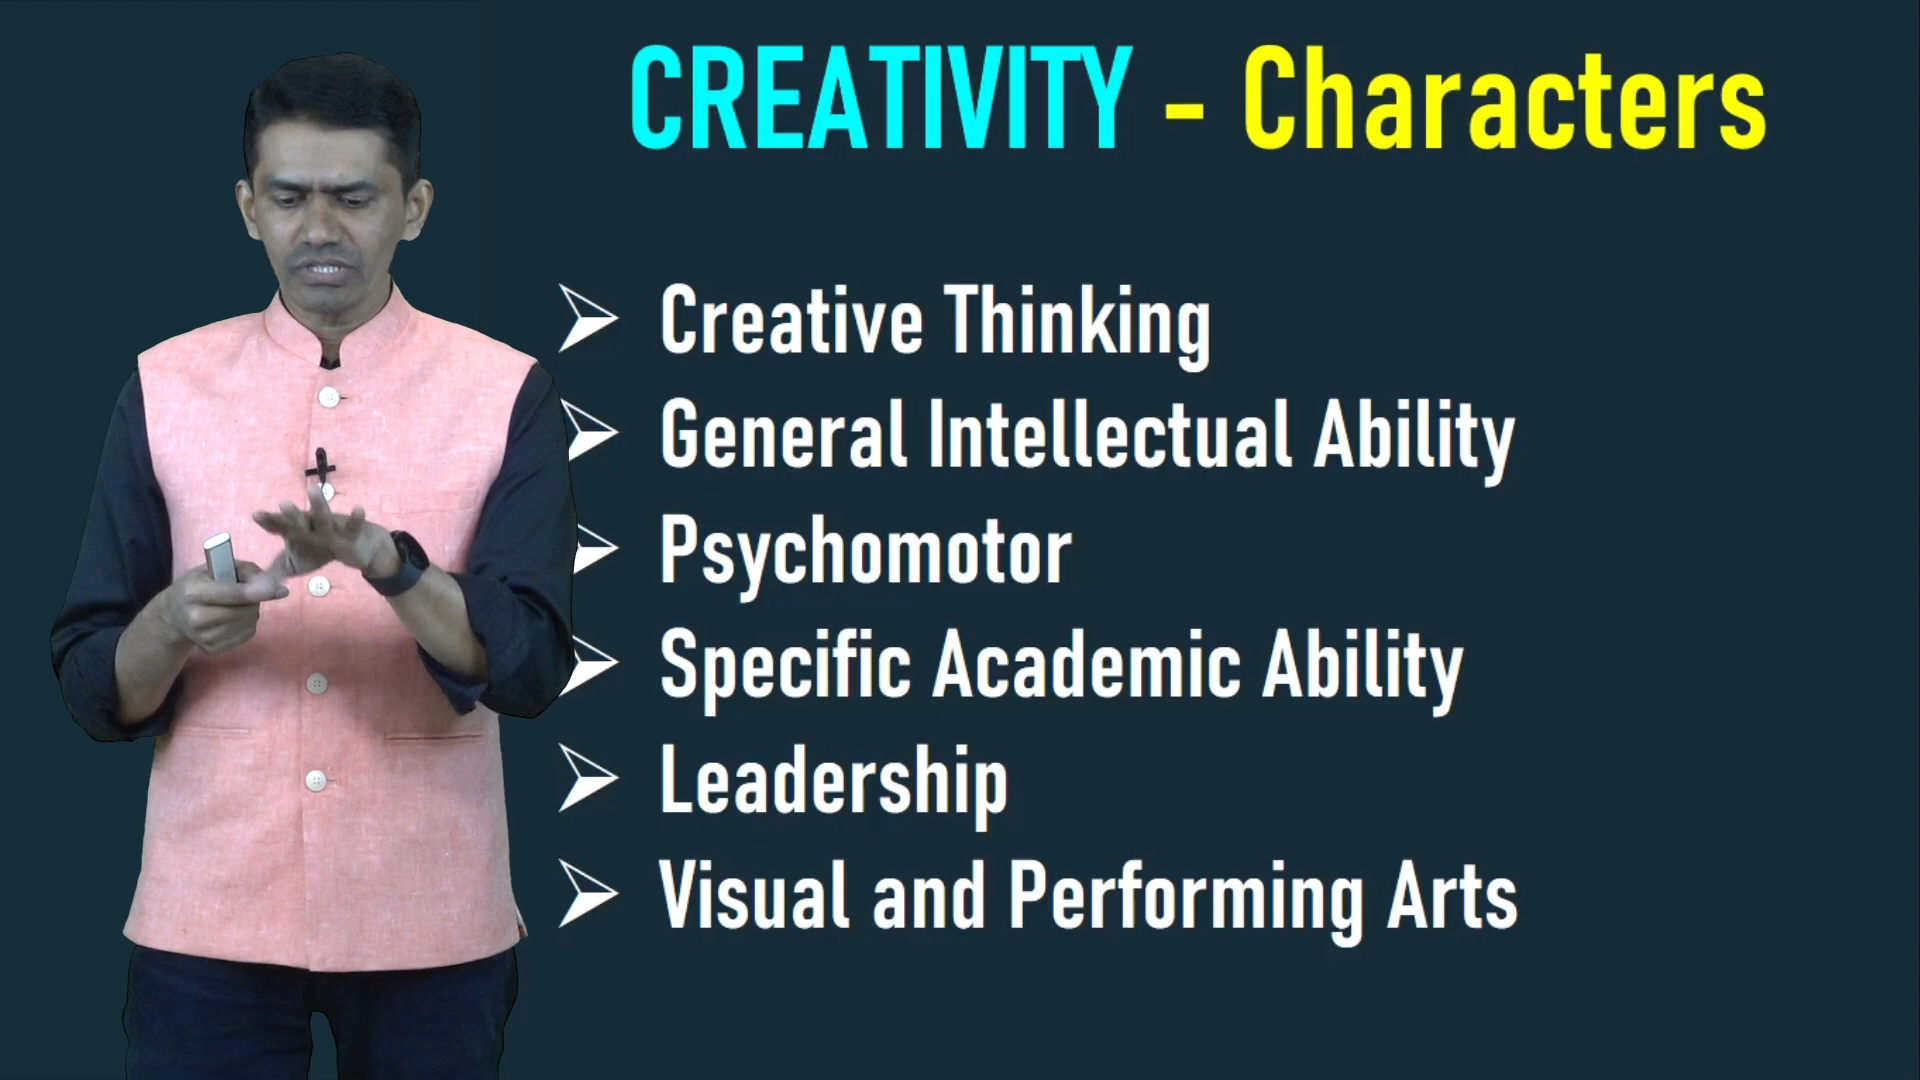 CREATIVITY - Characters
Creative Thinking
General Intellectual Ability
Psychomotor
Specific Academic Ability
Leadership
Visual and Performing Arts